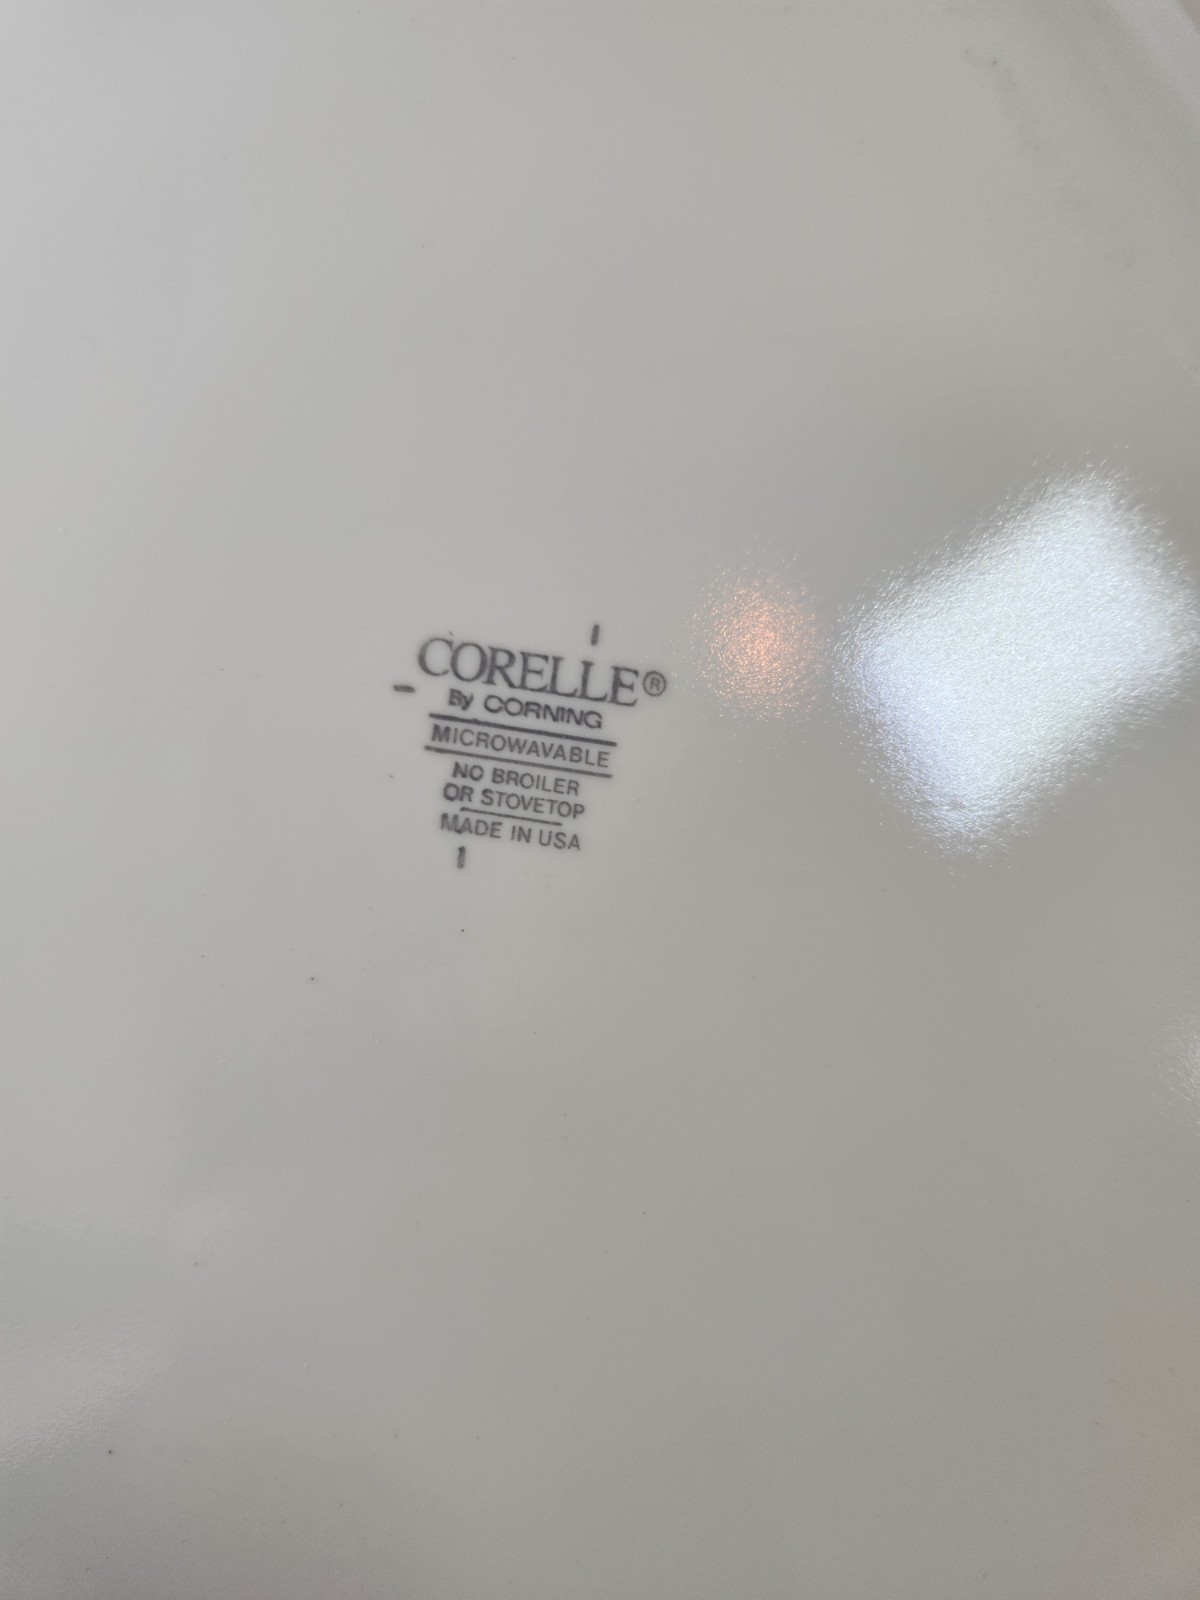 CORELLE®
By CORNING
MICROWAVABLE
NO BROILER
OR STOVETOP
MADE IN USA